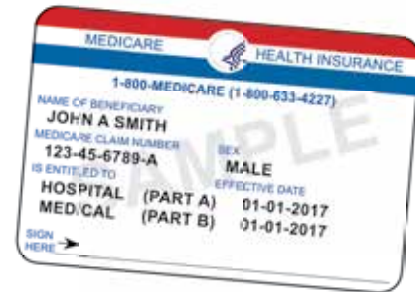 MEDICARE HEALTH INSURANCE
1-800-MEDICARE (1-800-633-4227)
NAME OF BENEFICIARY
JOHN A SMITH
MEDICARE CLAIM NUMBER SEX
123-45-6789-A MALE
IS ENTITLED TO EFFECTIVE DATE
HOSPITAL (PART A) 01-01-2017
MEDICAL (PART B) 01-01-2017
SIGN
HERE
SAMPLE